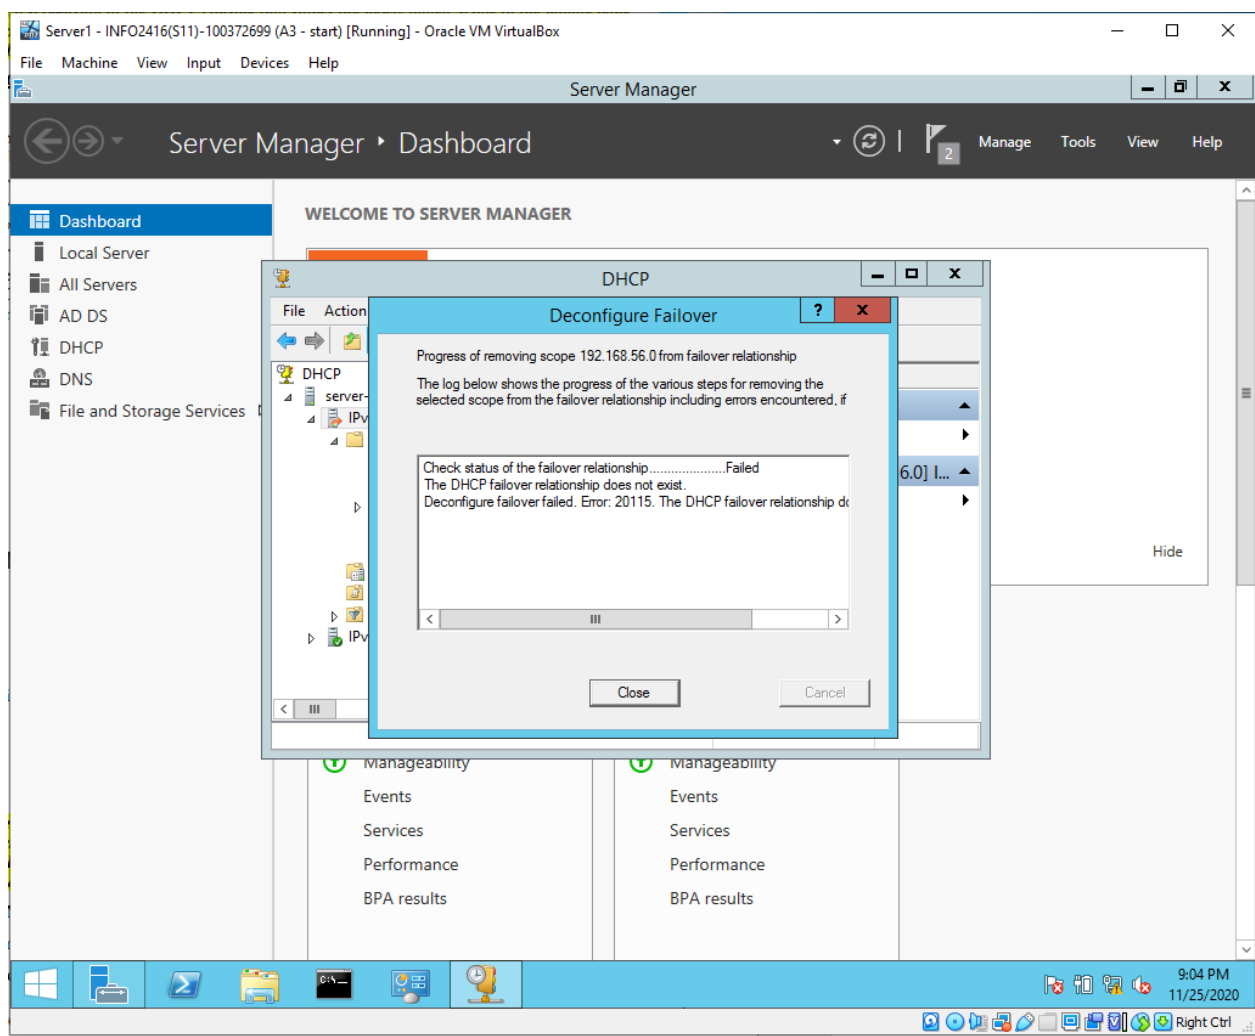 Server1 - INFO2416(S11)-100372699 (A3 - start) [Running] - Oracle VM VirtualBox
File Machine View Input Devices Help
Server Manager
Server Manager • Dashboard
2 Manage Tools View Help
Dashboard
Local Server
All Servers
AD DS
DHCP
DNS
File and Storage Services
WELCOME TO SERVER MANAGER
DHCP
File Action
DHCP
server-
IPv
IPv
Deconfigure Failover
Progress of removing scope 192.168.56.0 from failover relationship
The log below shows the progress of the various steps for removing the
selected scope from the failover relationship including errors encountered, if
Check status of the failover relationship.....................Failed
The DHCP failover relationship does not exist.
Deconfigure failover failed. Error: 20115. The DHCP failover relationship do
Close Cancel
6.0] I...
Hide
Manageability
Events
Services
Performance
BPA results
Manageability
Events
Services
Performance
BPA results
C:\
9:04 PM
11/25/2020
Right Ctrl